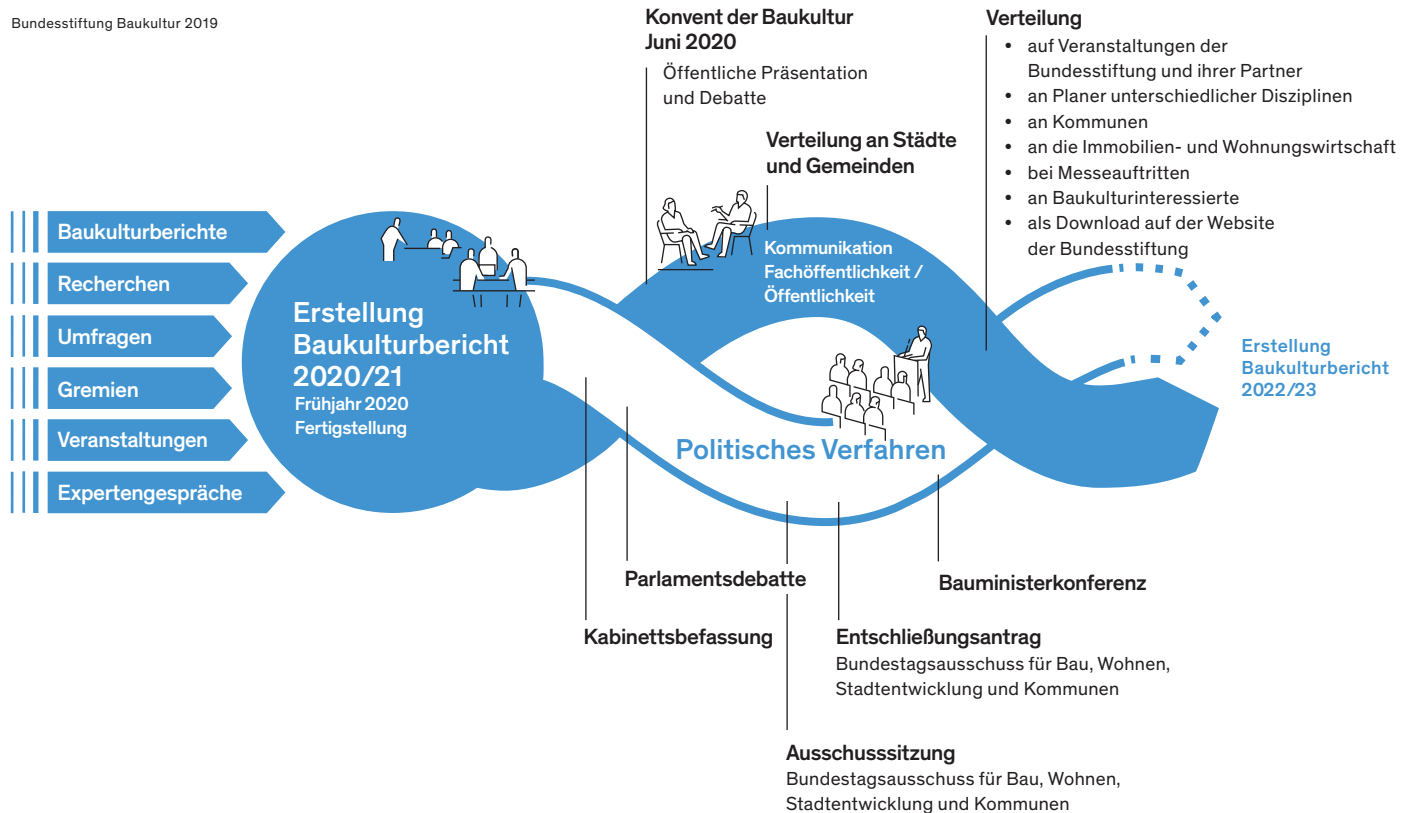 Bundesstiftung Baukultur 2019
Konvent der Baukultur
Juni 2020
Öffentliche Präsentation
und Debatte
Verteilung an Städte
und Gemeinden
Verteilung
• auf Veranstaltungen der
Bundesstiftung und ihrer Partner
• an Planer unterschiedlicher Disziplinen
• an Kommunen
• an die Immobilien- und Wohnungswirtschaft
• bei Messeauftritten
• an Baukulturinteressierte
• als Download auf der Website
der Bundesstiftung
Baukulturberichte
Recherchen
Umfragen
Gremien
Veranstaltungen
Expertengespräche
Erstellung
Baukulturbericht
2020/21
Frühjahr 2020
Fertigstellung
Kommunikation
Fachöffentlichkeit /
Öffentlichkeit
Politisches Verfahren
Erstellung
Baukulturbericht
2022/23
Parlamentsdebatte
Bauministerkonferenz
Kabinettsbefassung
Entschließungsantrag
Bundestagsausschuss für Bau, Wohnen,
Stadtentwicklung und Kommunen
Ausschusssitzung
Bundestagsausschuss für Bau, Wohnen,
Stadtentwicklung und Kommunen